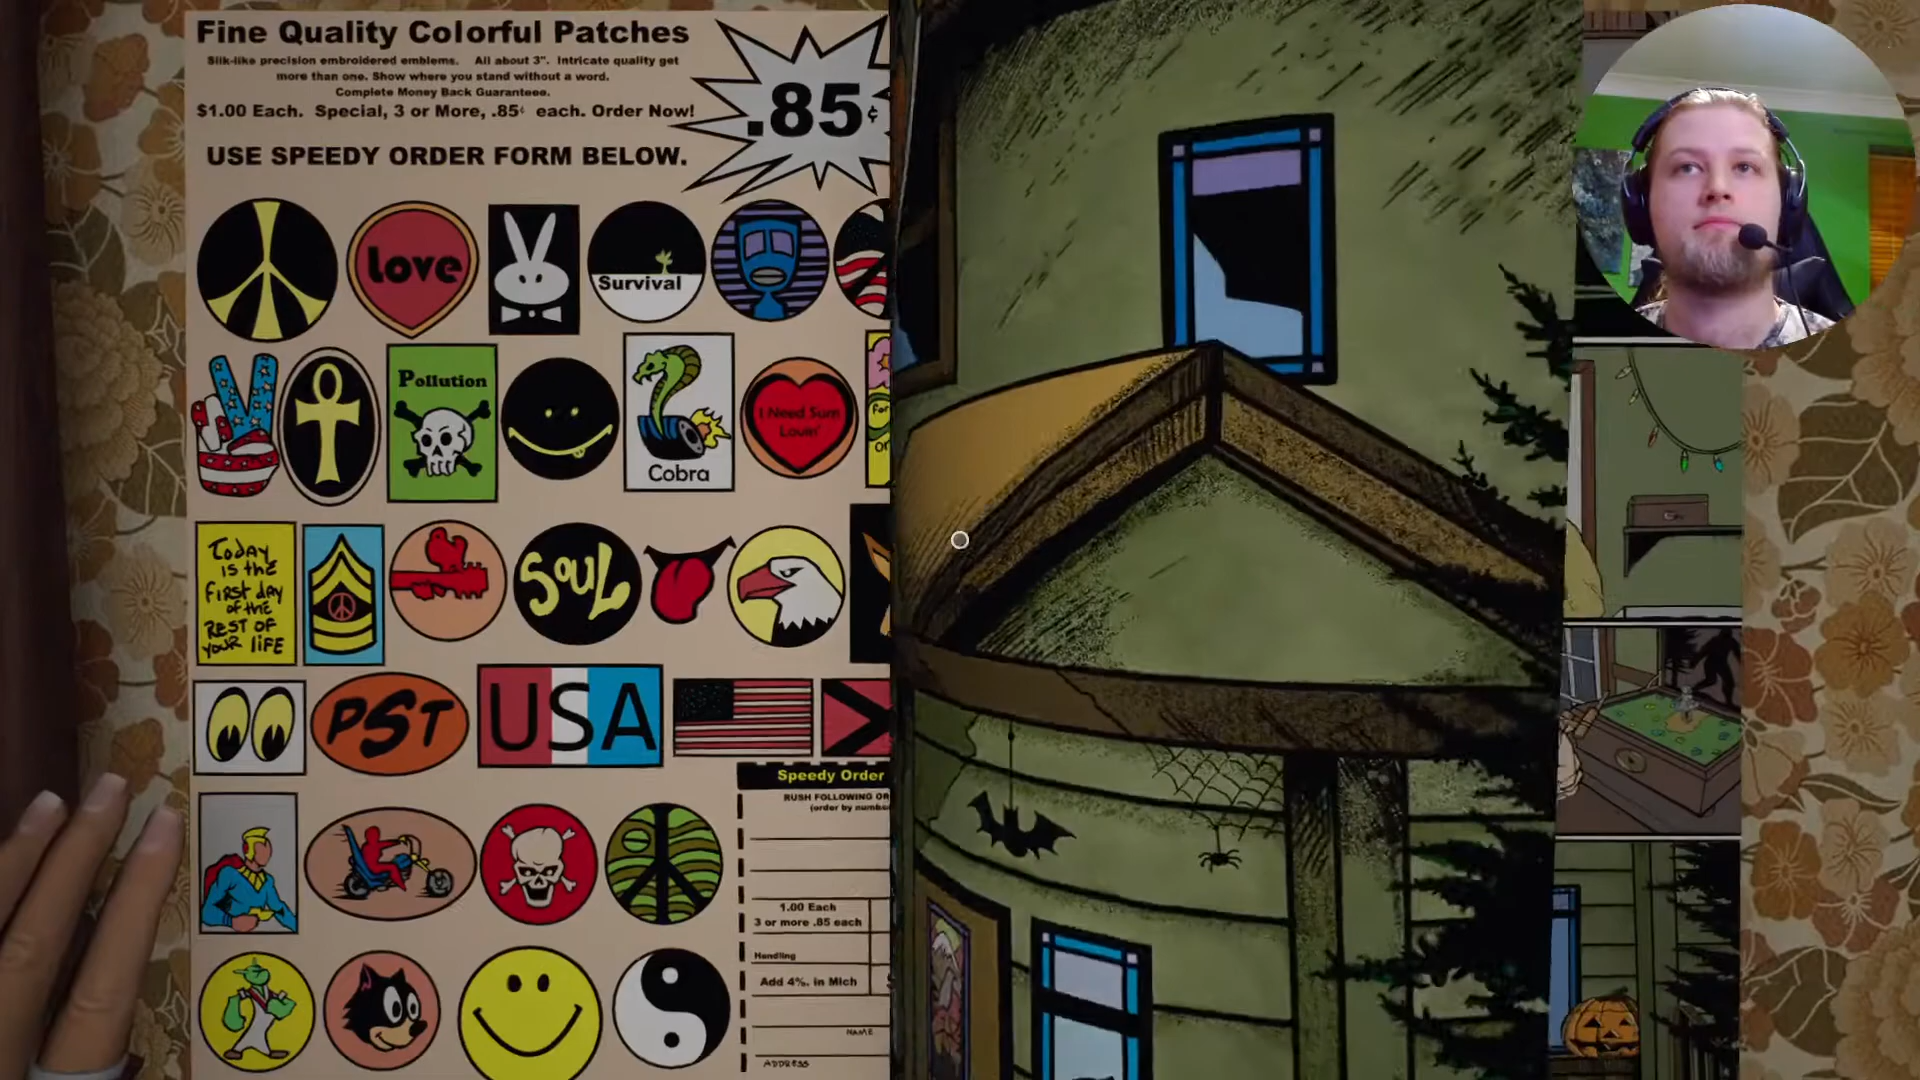 Fine Quality Colorful Patches
Silk-like precision embroidered emblems. All about 3". Intricate quality get
more than one. Show where you stand without a word.
Complete Money Back Guarantee.
$1.00 Each. Special, 3 or More, .85¢ each. Order Now!
.85¢
USE SPEEDY ORDER FORM BELOW.
Love
Survival
Pollution
Cobra
I Need Sum
Lovin'
For
Today
is the
first day
of the
REST OF
YOUR LIFE
SOUL
PST
USA
Speedy Order
RUSH FOLLOWING OR
(order by numbe
1.00 Each
3 or more .85 each
Handling
Add 4%. in Mich
NAME
ADDRESS